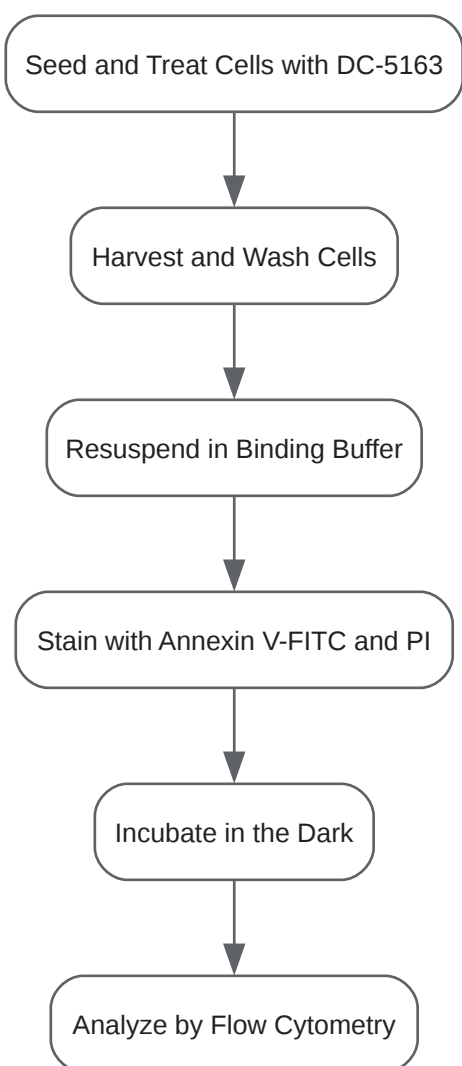 Seed and Treat Cells with DC-5163
Harvest and Wash Cells
Resuspend in Binding Buffer
Stain with Annexin V-FITC and PI
Incubate in the Dark
Analyze by Flow Cytometry